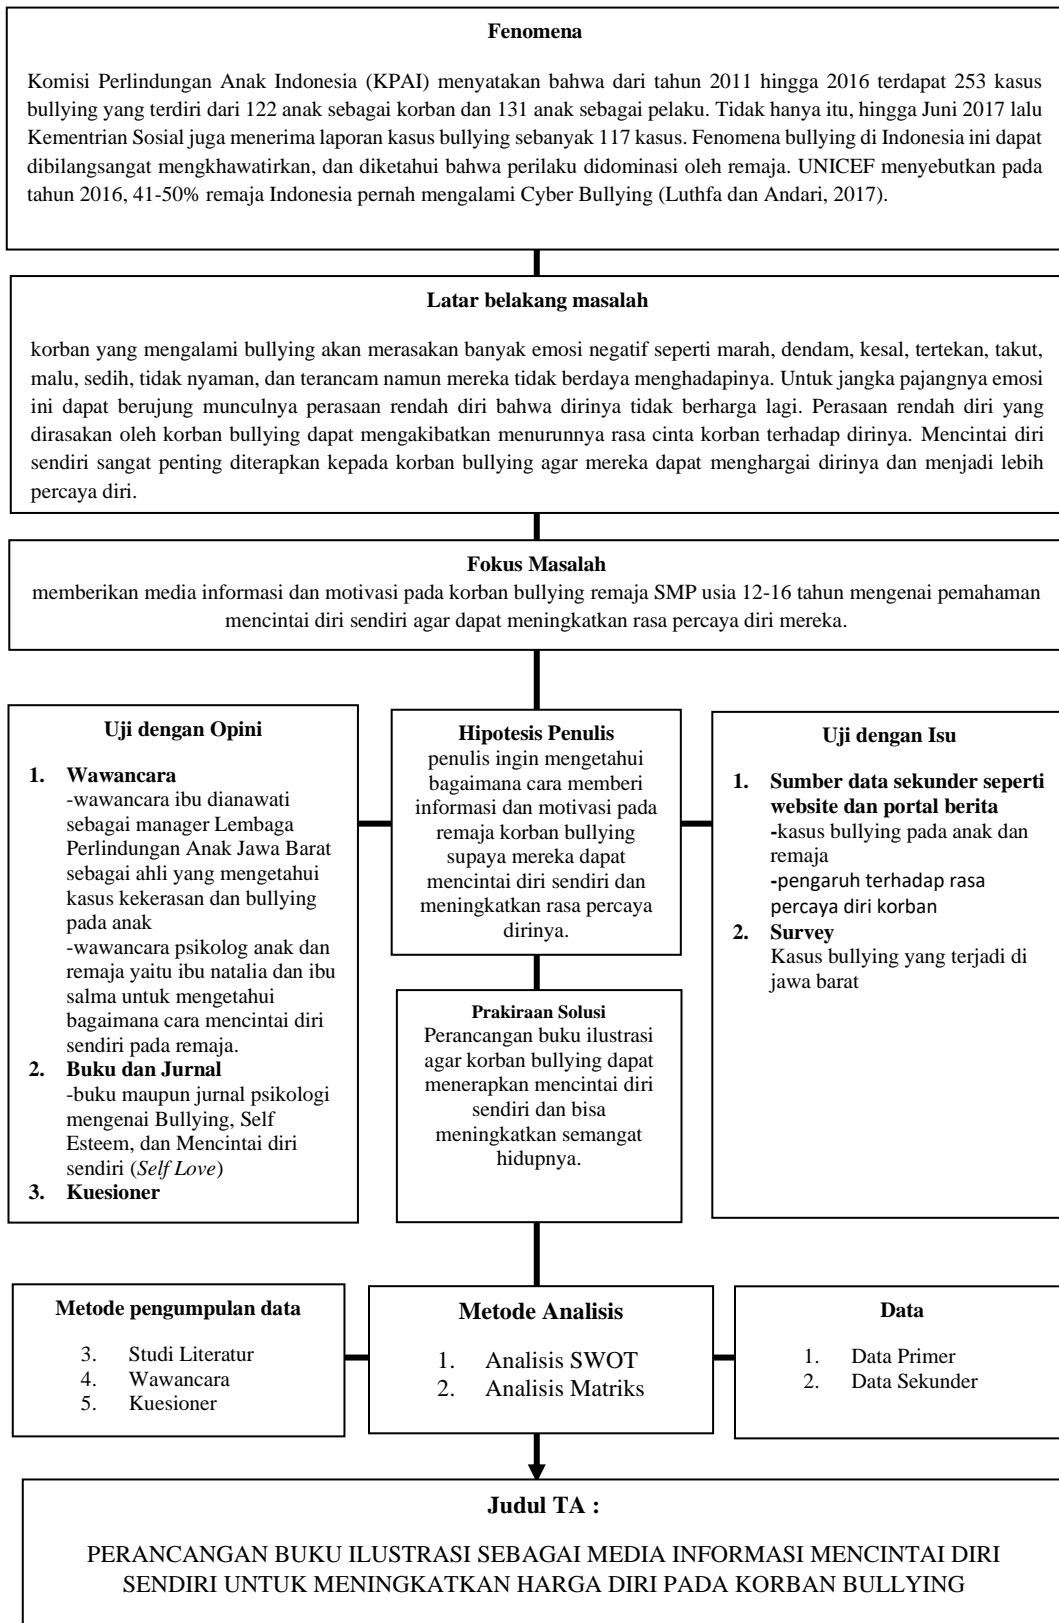 Fenomena
Komisi Perlindungan Anak Indonesia (KPAI) menyatakan bahwa dari tahun 2011 hingga 2016 terdapat 253 kasus
bullying yang terdiri dari 122 anak sebagai korban dan 131 anak sebagai pelaku. Tidak hanya itu, hingga Juni 2017 lalu
Kementrian Sosial juga menerima laporan kasus bullying sebanyak 117 kasus. Fenomena bullying di Indonesia ini dapat
dibilangsangat mengkhawatirkan, dan diketahui bahwa perilaku didominasi oleh remaja. UNICEF menyebutkan pada
tahun 2016, 41-50% remaja Indonesia pernah mengalami Cyber Bullying (Luthfa dan Andari, 2017).
Latar belakang masalah
korban yang mengalami bullying akan merasakan banyak emosi negatif seperti marah, dendam, kesal, tertekan, takut,
malu, sedih, tidak nyaman, dan terancam namun mereka tidak berdaya menghadapinya. Untuk jangka pajangnya emosi
ini dapat berujung munculnya perasaan rendah diri bahwa dirinya tidak berharga lagi. Perasaan rendah diri yang
dirasakan oleh korban bullying dapat mengakibatkan menurunnya rasa cinta korban terhadap dirinya. Mencintai diri
sendiri sangat penting diterapkan kepada korban bullying agar mereka dapat menghargai dirinya dan menjadi lebih
percaya diri.
Fokus Masalah
memberikan media informasi dan motivasi pada korban bullying remaja SMP usia 12-16 tahun mengenai pemahaman
mencintai diri sendiri agar dapat meningkatkan rasa percaya diri mereka.
Uji dengan Opini
1. Wawancara
-wawancara ibu dianawati
sebagai manager Lembaga
Perlindungan Anak Jawa Barat
sebagai ahli yang mengetahui
kasus kekerasan dan bullying
pada anak
-wawancara psikolog anak dan
remaja yaitu ibu natalia dan ibu
salma untuk mengetahui
bagaimana cara mencintai diri
sendiri pada remaja.
2. Buku dan Jurnal
-buku maupun jurnal psikologi
mengenai Bullying, Self
Esteem, dan Mencintai diri
sendiri (Self Love)
3. Kuesioner
Hipotesis Penulis
penulis ingin mengetahui
bagaimana cara memberi
informasi dan motivasi pada
remaja korban bullying
supaya mereka dapat
mencintai diri sendiri dan
meningkatkan rasa percaya
dirinya.
Prakiraan Solusi
Perancangan buku ilustrasi
agar korban bullying dapat
menerapkan mencintai diri
sendiri dan bisa
meningkatkan semangat
hidupnya.
Uji dengan Isu
1. Sumber data sekunder seperti
website dan portal berita
-kasus bullying pada anak dan
remaja
-pengaruh terhadap rasa
percaya diri korban
2. Survey
Kasus bullying yang terjadi di
jawa barat
Metode pengumpulan data
3. Studi Literatur
4. Wawancara
5. Kuesioner
Metode Analisis
1. Analisis SWOT
2. Analisis Matriks
Data
1. Data Primer
2. Data Sekunder
Judul TA :
PERANCANGAN BUKU ILUSTRASI SEBAGAI MEDIA INFORMASI MENCINTAI DIRI
SENDIRI UNTUK MENINGKATKAN HARGA DIRI PADA KORBAN BULLYING